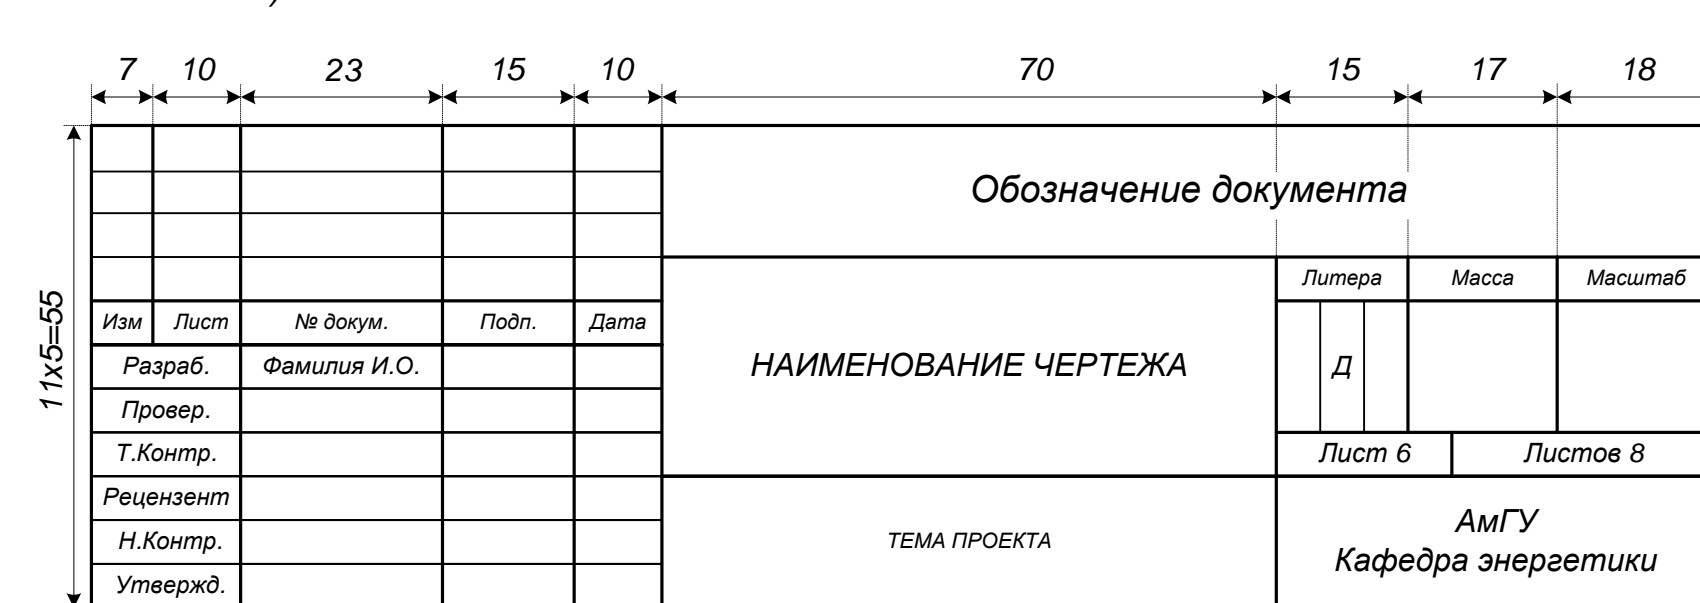 )
7 10 23 15 10 70 15 17 18
Обозначение документа
Литера Масса Масштаб
11х5=55
Изм Лист № докум. Подп. Дата
Разраб. Фамилия И.О. НАИМЕНОВАНИЕ ЧЕРТЕЖА Д
Провер.
Т.Контр. Лист 6 Листов 8
Рецензент
АмГУ
Н.Контр. ТЕМА ПРОЕКТА
Кафедра энергетики
Утвержд.